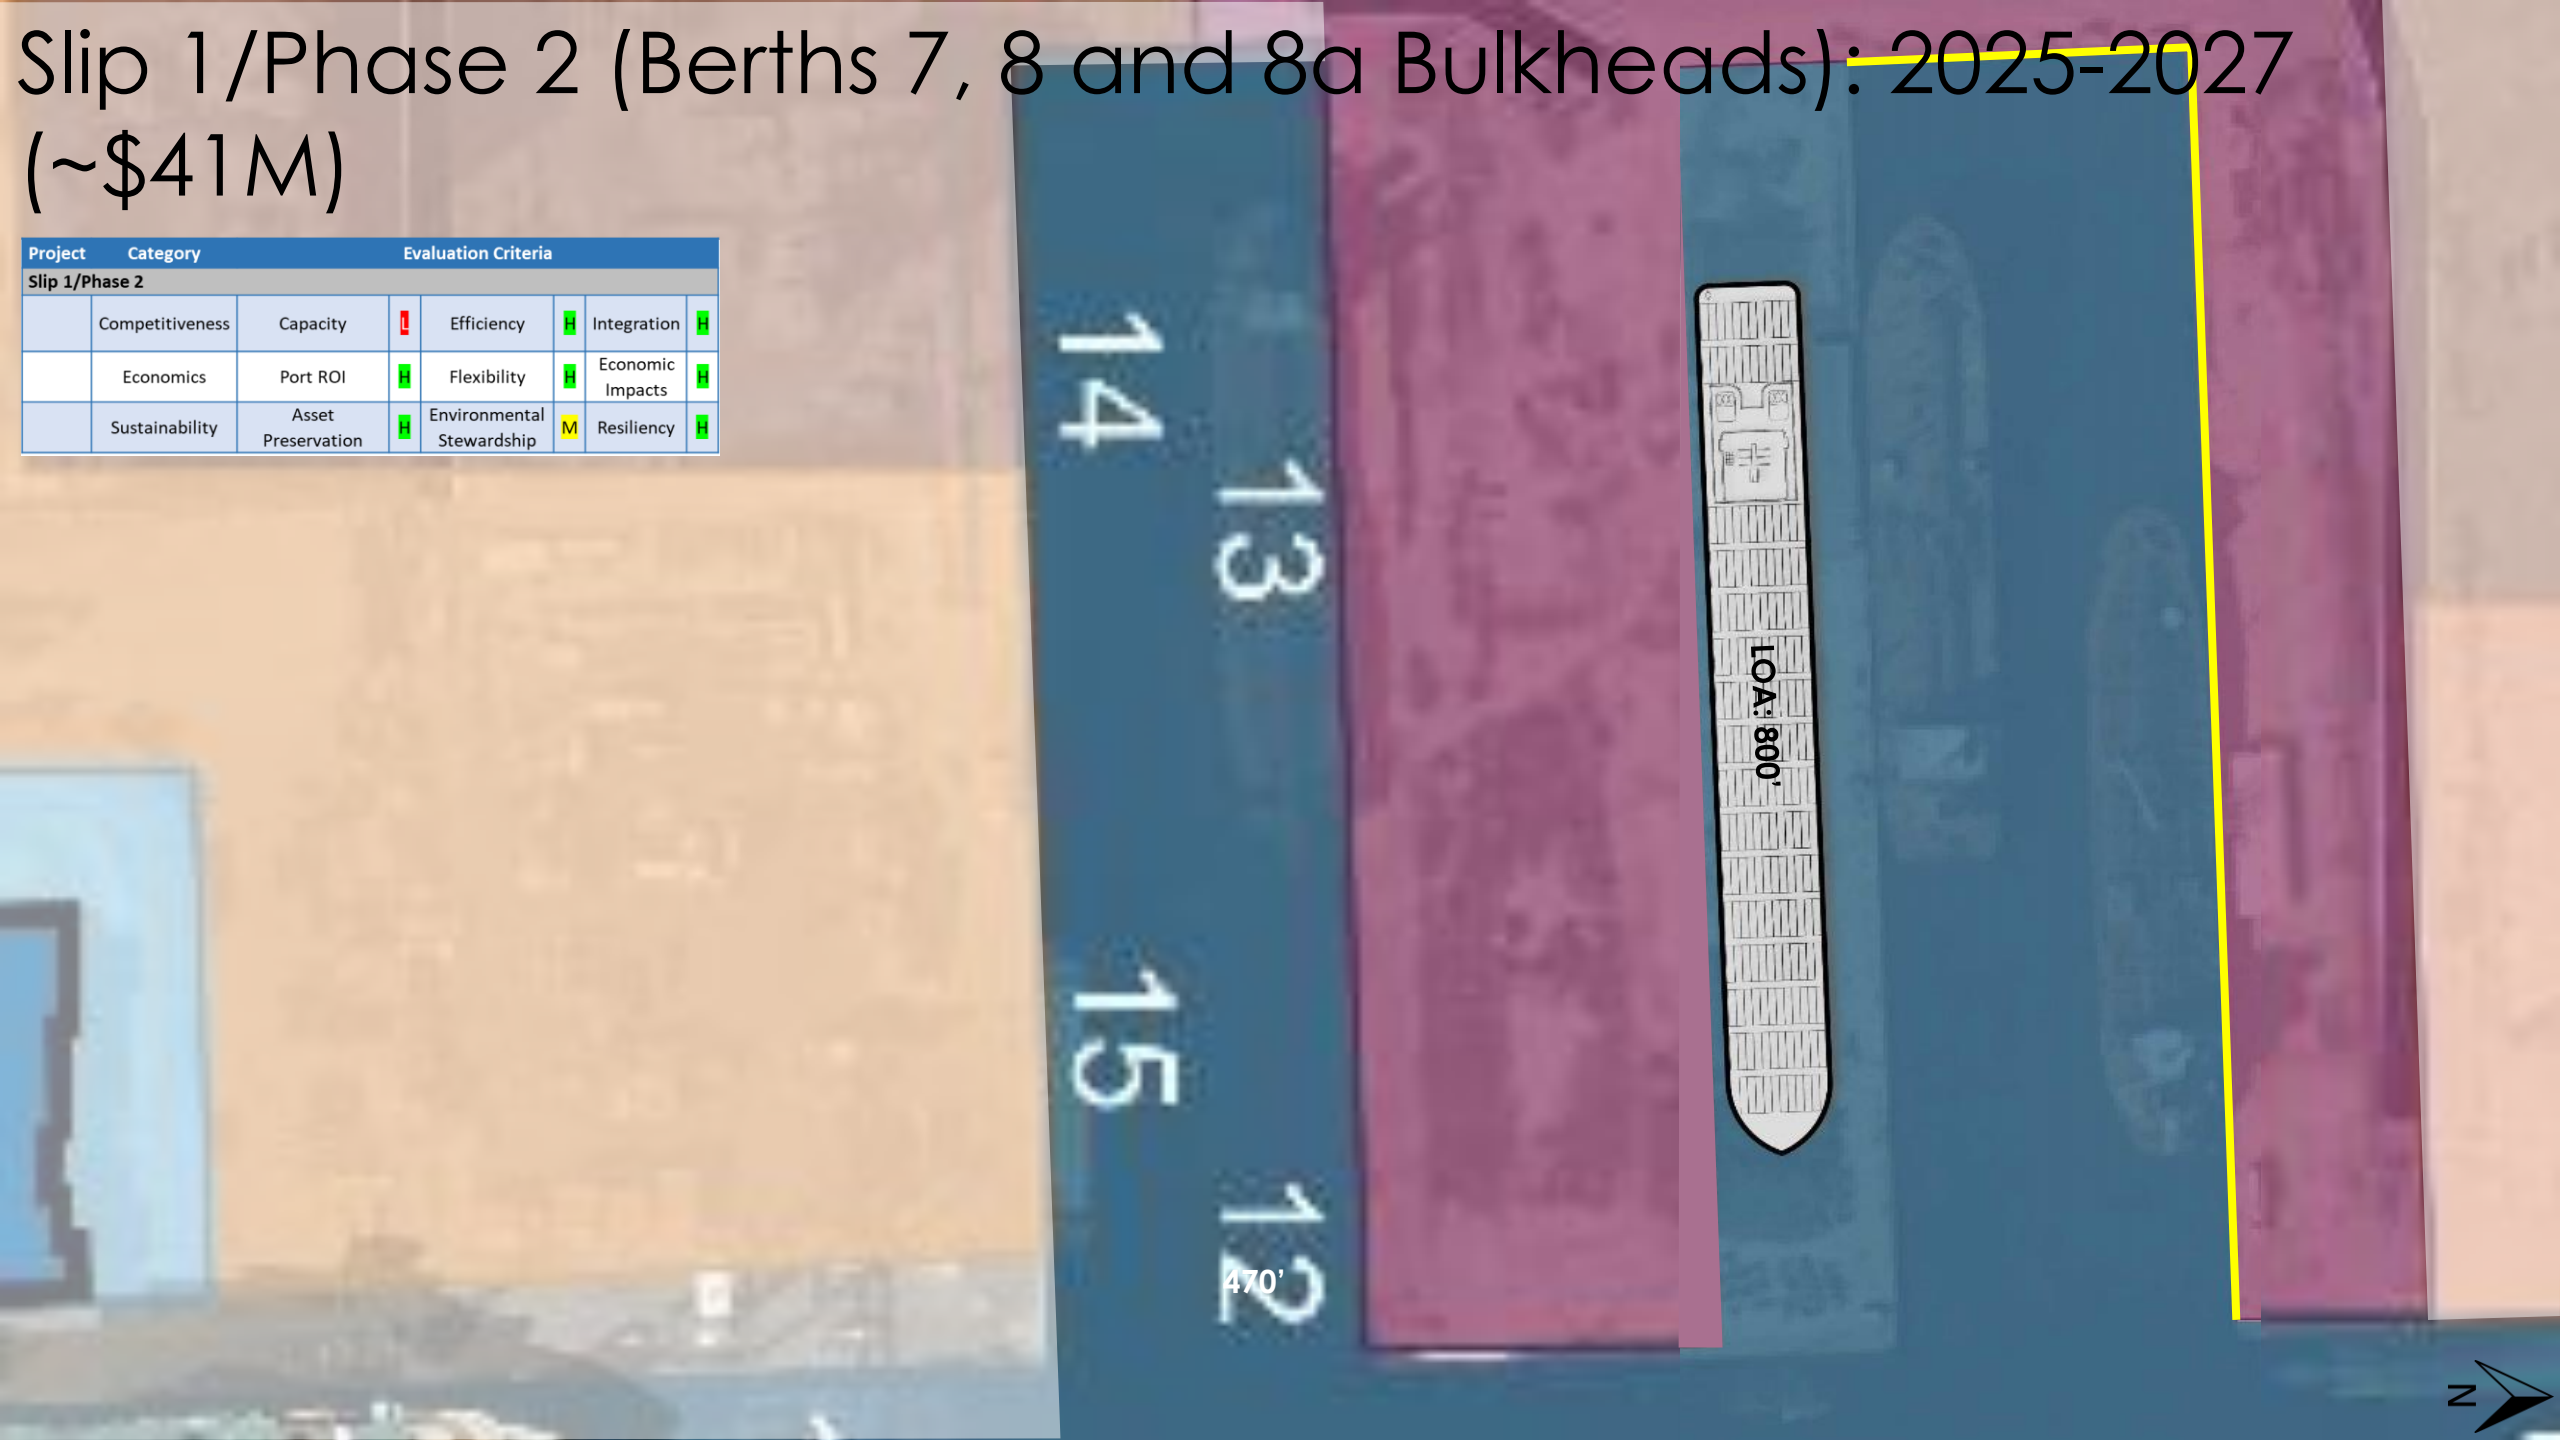 Slip 1/Phase 2 (Berths 7, 8 and 8a Bulkheads): 2025-2027
(~$41M)
Project Category Evaluation Criteria
Slip 1/Phase 2
Competitiveness Capacity L Efficiency H Integration H
Economics Port ROI H Flexibility H Economic Impacts H
Sustainability Asset Preservation H Environmental Stewardship M Resiliency H
14
13
LOA: 800’
15
12
470’
N